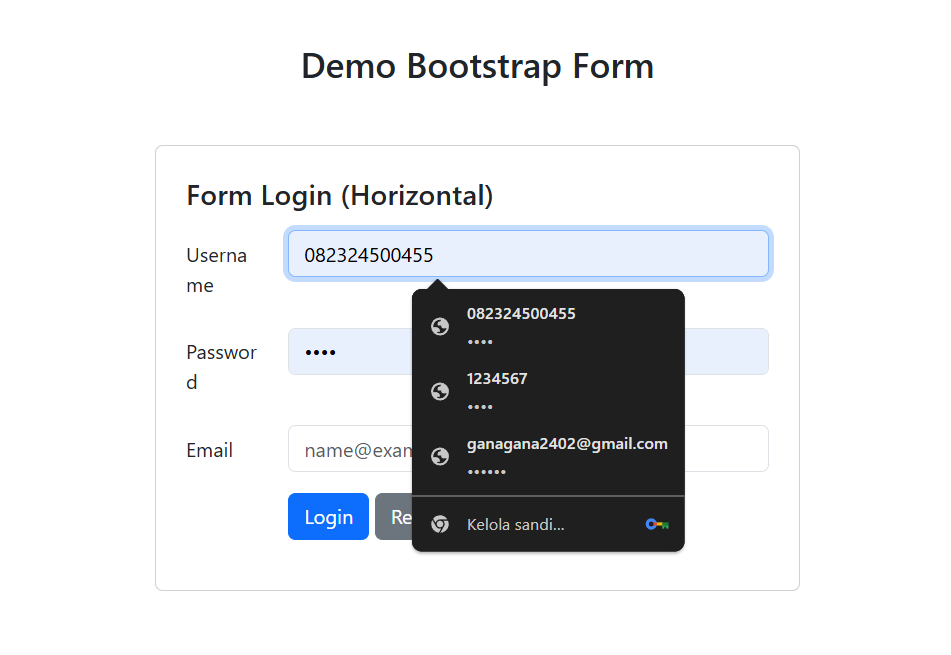 Demo Bootstrap Form
Form Login (Horizontal)
Userna
me
082324500455
082324500455
••••
Passwor
d
••••
1234567
••••
ganagana2402@gmail.com
••••••
Email
name@exam
Login
Re
Kelola sandi...